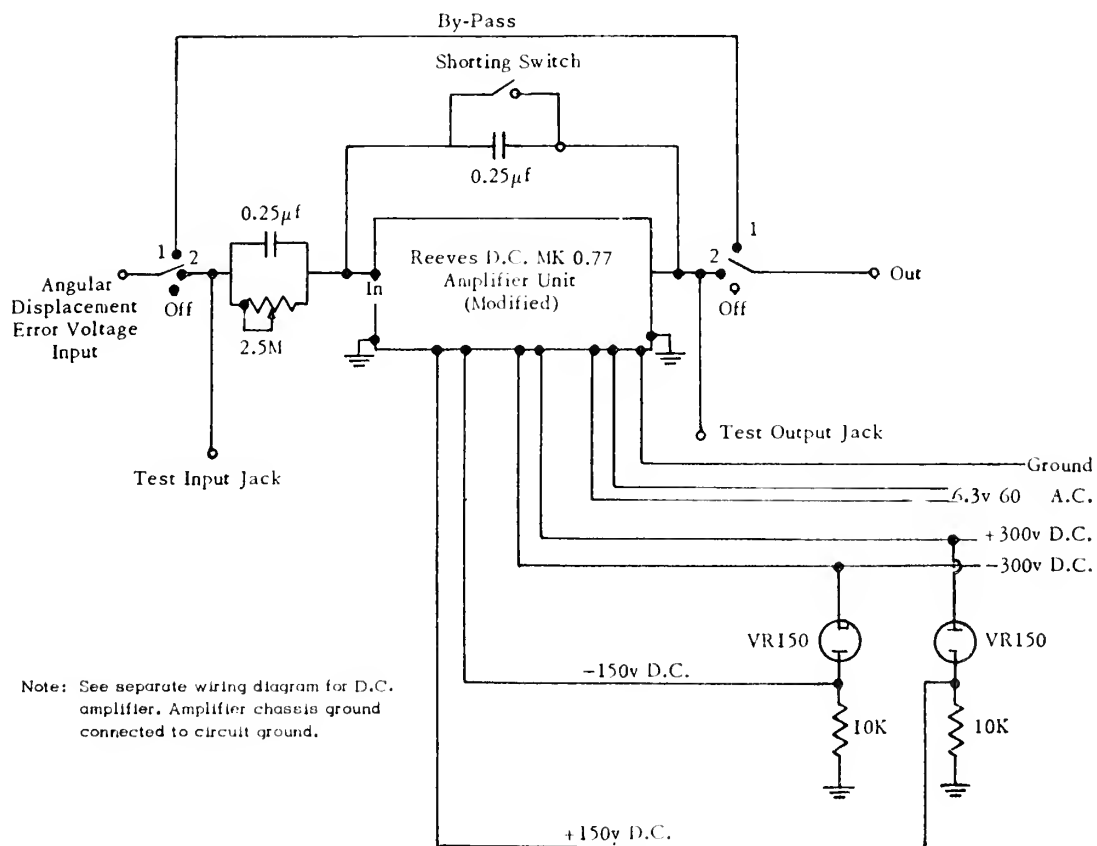 By-Pass
Shorting Switch
0.25μf
0.25μf
1
2
Angular
Displacement
Error Voltage
Input
Off
2.5M
In
Reeves D.C. MK 0.77
Amplifier Unit
(Modified)
1
2
Off
Out
Test Input Jack
Test Output Jack
Ground
6.3v 60 A.C.
+300v D.C.
−300v D.C.
VR150
VR150
−150v D.C.
Note: See separate wiring diagram for D.C.
amplifier. Amplifier chassis ground
connected to circuit ground.
10K
10K
+150v D.C.